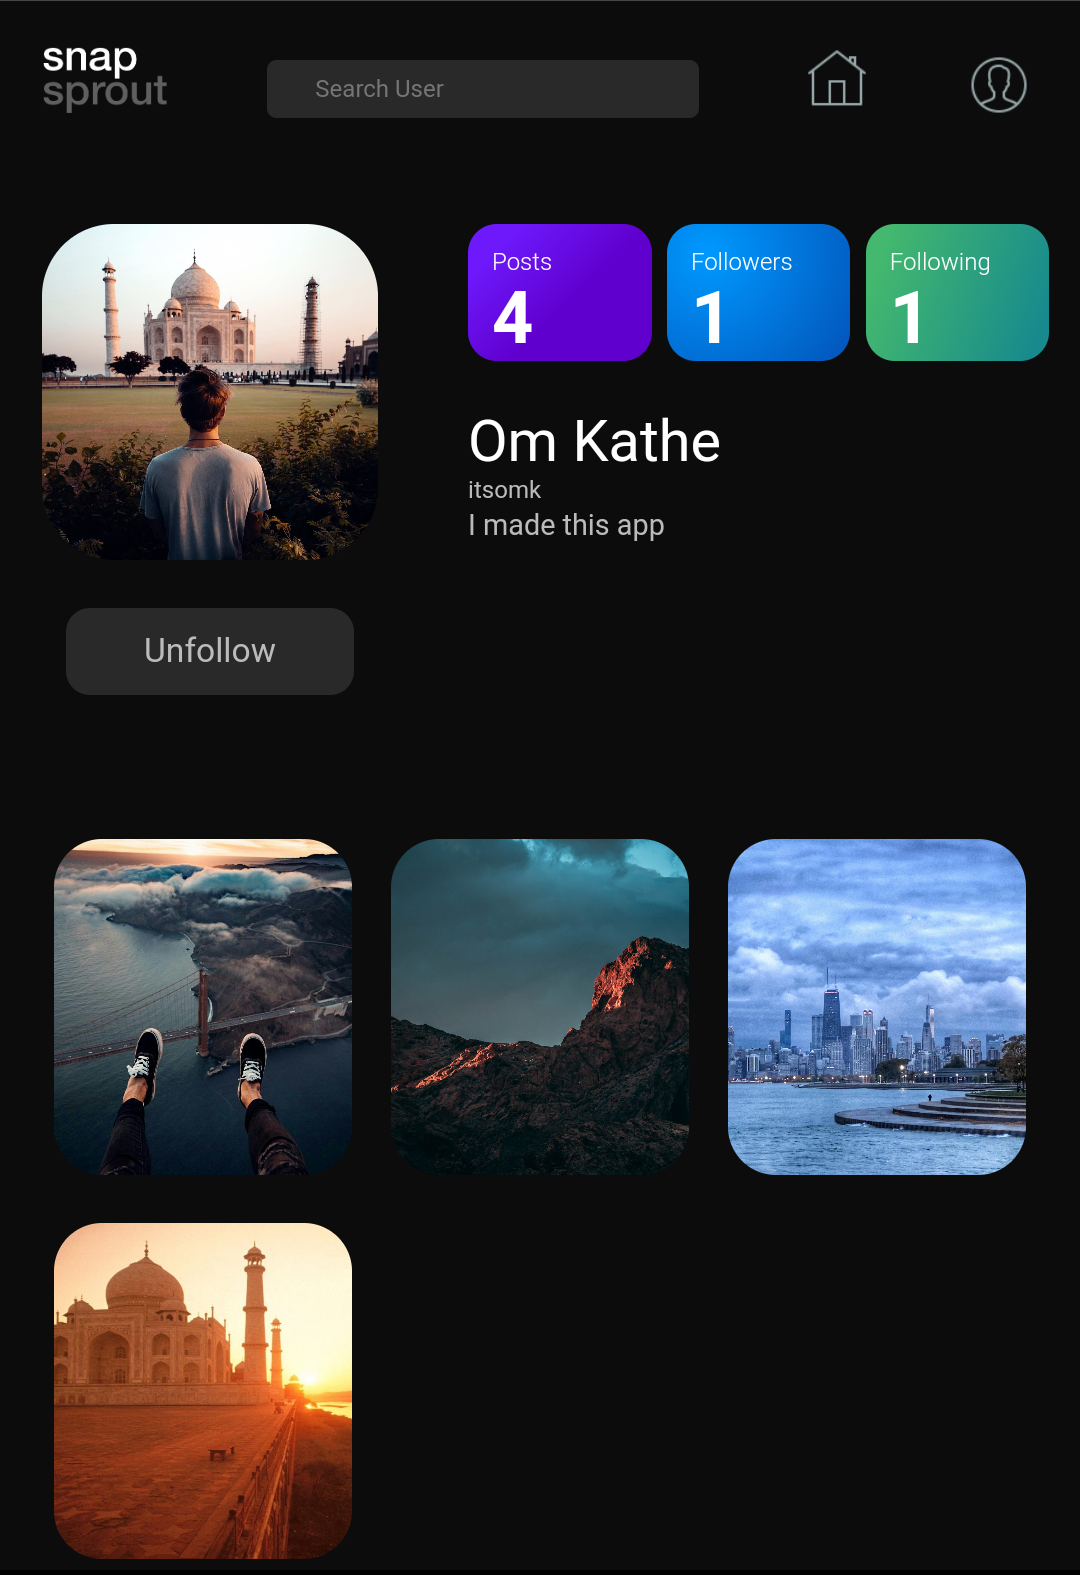 snap
sprout
Search User
Posts
4
Followers
1
Following
1
Om Kathe
itsomk
I made this app
Unfollow